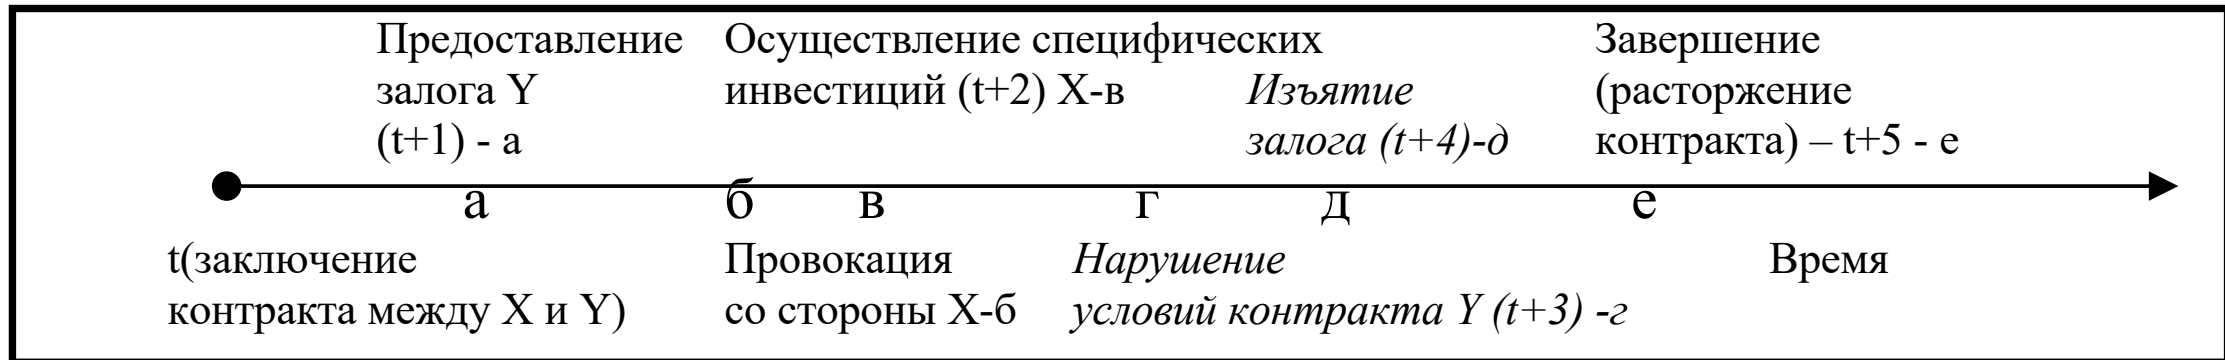 Предоставление
залога Y
(t+1) - а
Осуществление специфических
инвестиций (t+2) X-в
Изъятие
залога (t+4)-д
Завершение
(расторжение
контракта) – t+5 - е
а б в г д е
t(заключение
контракта между X и Y)
Провокация
со стороны X-б
Нарушение
условий контракта Y (t+3) -г
Время